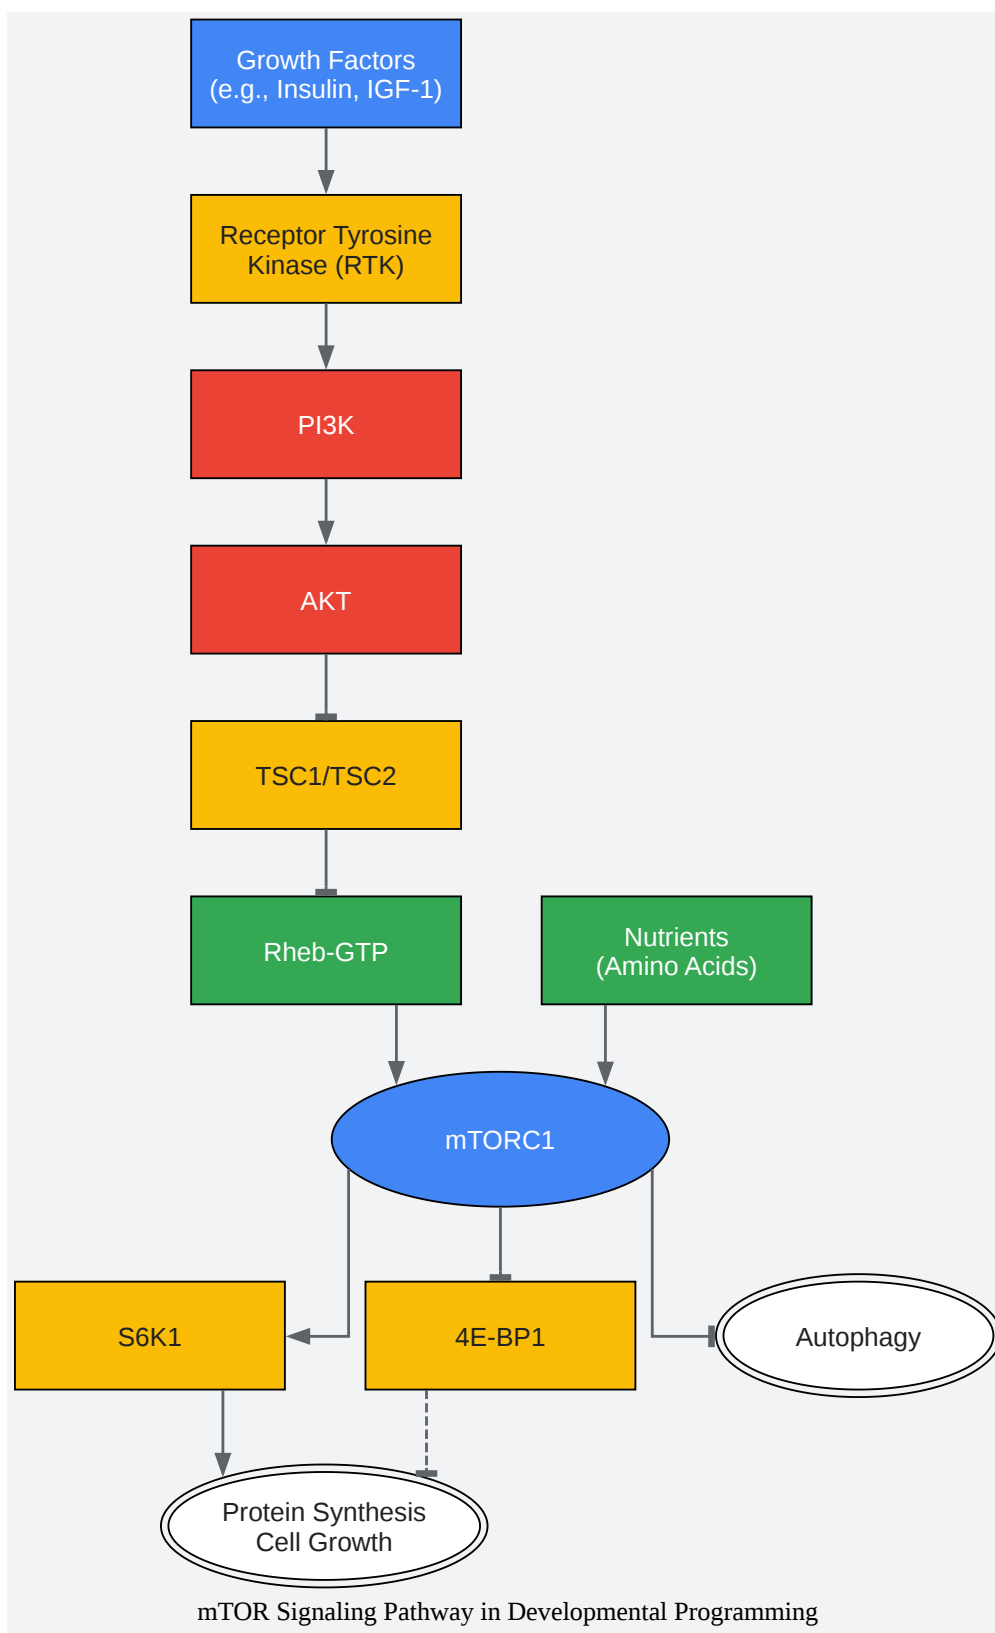 Growth Factors
(e.g., Insulin, IGF-1)
Receptor Tyrosine
Kinase (RTK)
PI3K
AKT
TSC1/TSC2
Rheb-GTP
Nutrients
(Amino Acids)
mTORC1
S6K1
4E-BP1
Autophagy
Protein Synthesis
Cell Growth
mTOR Signaling Pathway in Developmental Programming